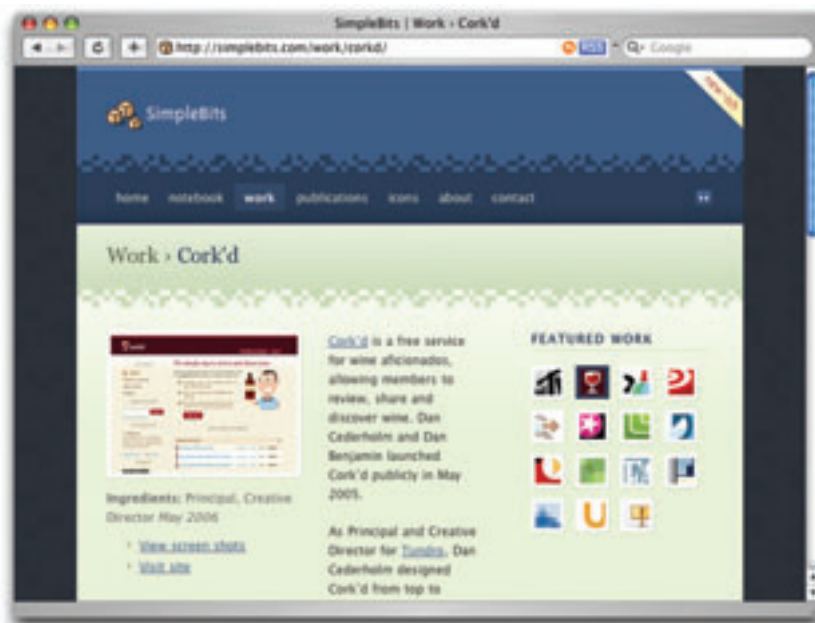 SimpleBits | Work › Cork'd
http://simplebits.com/work/corkd/
RSS
Google
SimpleBits
home notebook work publications icons about contact
Work › Cork'd
Cork'd is a free service
for wine aficionados,
allowing members to
review, share and
discover wine. Dan
Cederholm and Dan
Benjamin launched
Cork'd publicly in May
2005.
As Principal and Creative
Director for Tundro, Dan
Cederholm designed
Cork'd from top to
Ingredients: Principal, Creative
Director May 2006
View screen shots
Visit site
FEATURED WORK